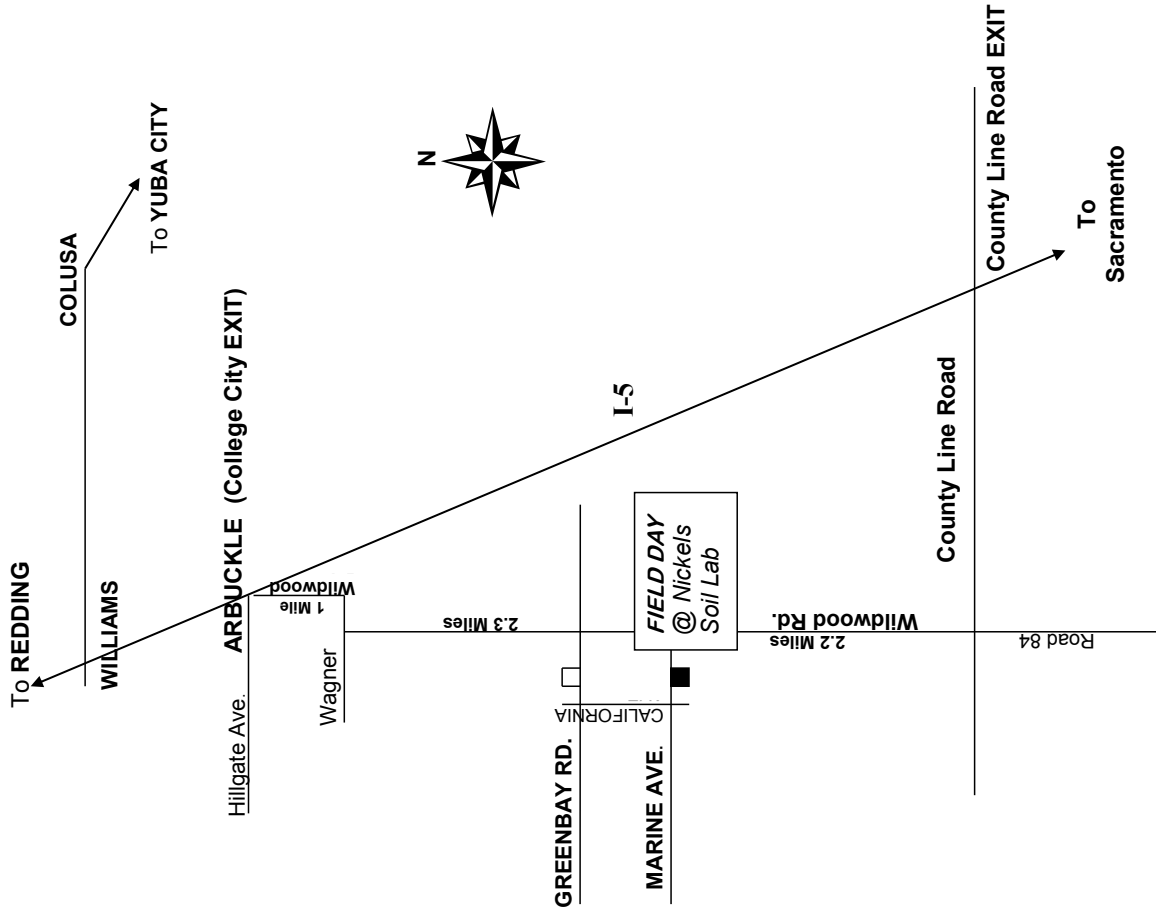 To REDDING
WILLIAMS
COLUSA
To YUBA CITY
N
ARBUCKLE (College City EXIT)
Hillgate Ave.
Wildwood
1 Mile
Wagner
2.3 Miles
I-5
GREENBAY RD.
CALIFORNIA
MARINE AVE.
FIELD DAY
@ Nickels
Soil Lab
Wildwood Rd.
2.2 Miles
County Line Road
County Line Road EXIT
Road 84
To
Sacramento